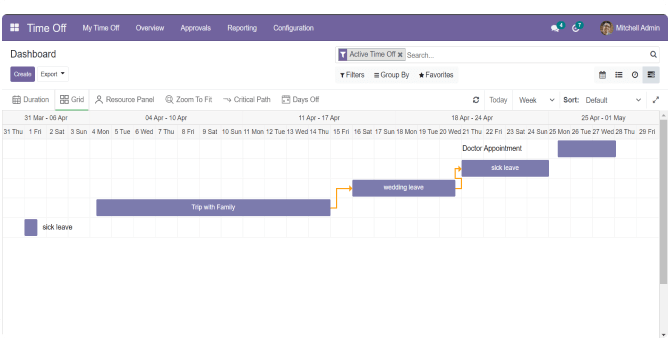 Time Off My Time Off Overview Approvals Reporting Configuration 4 7 Mitchell Admin
Dashboard
Active Time Off × Search...
Create Export
Filters Group By Favorites
Duration Grid Resource Panel Zoom To Fit Critical Path Days Off Today Week Sort: Default
31 Mar - 06 Apr 04 Apr - 10 Apr 11 Apr - 17 Apr 18 Apr - 24 Apr 25 Apr - 01 May
31 Thu 1 Fri 2 Sat 3 Sun 4 Mon 5 Tue 6 Wed 7 Thu 8 Fri 9 Sat 10 Sun 11 Mon 12 Tue 13 Wed 14 Thu 15 Fri 16 Sat 17 Sun 18 Mon 19 Tue 20 Wed 21 Thu 22 Fri 23 Sat 24 Sun 25 Mon 26 Tue 27 Wed 28 Thu 29 Fri
Doctor Appointment
sick leave
wedding leave
Trip with Family
sick leave